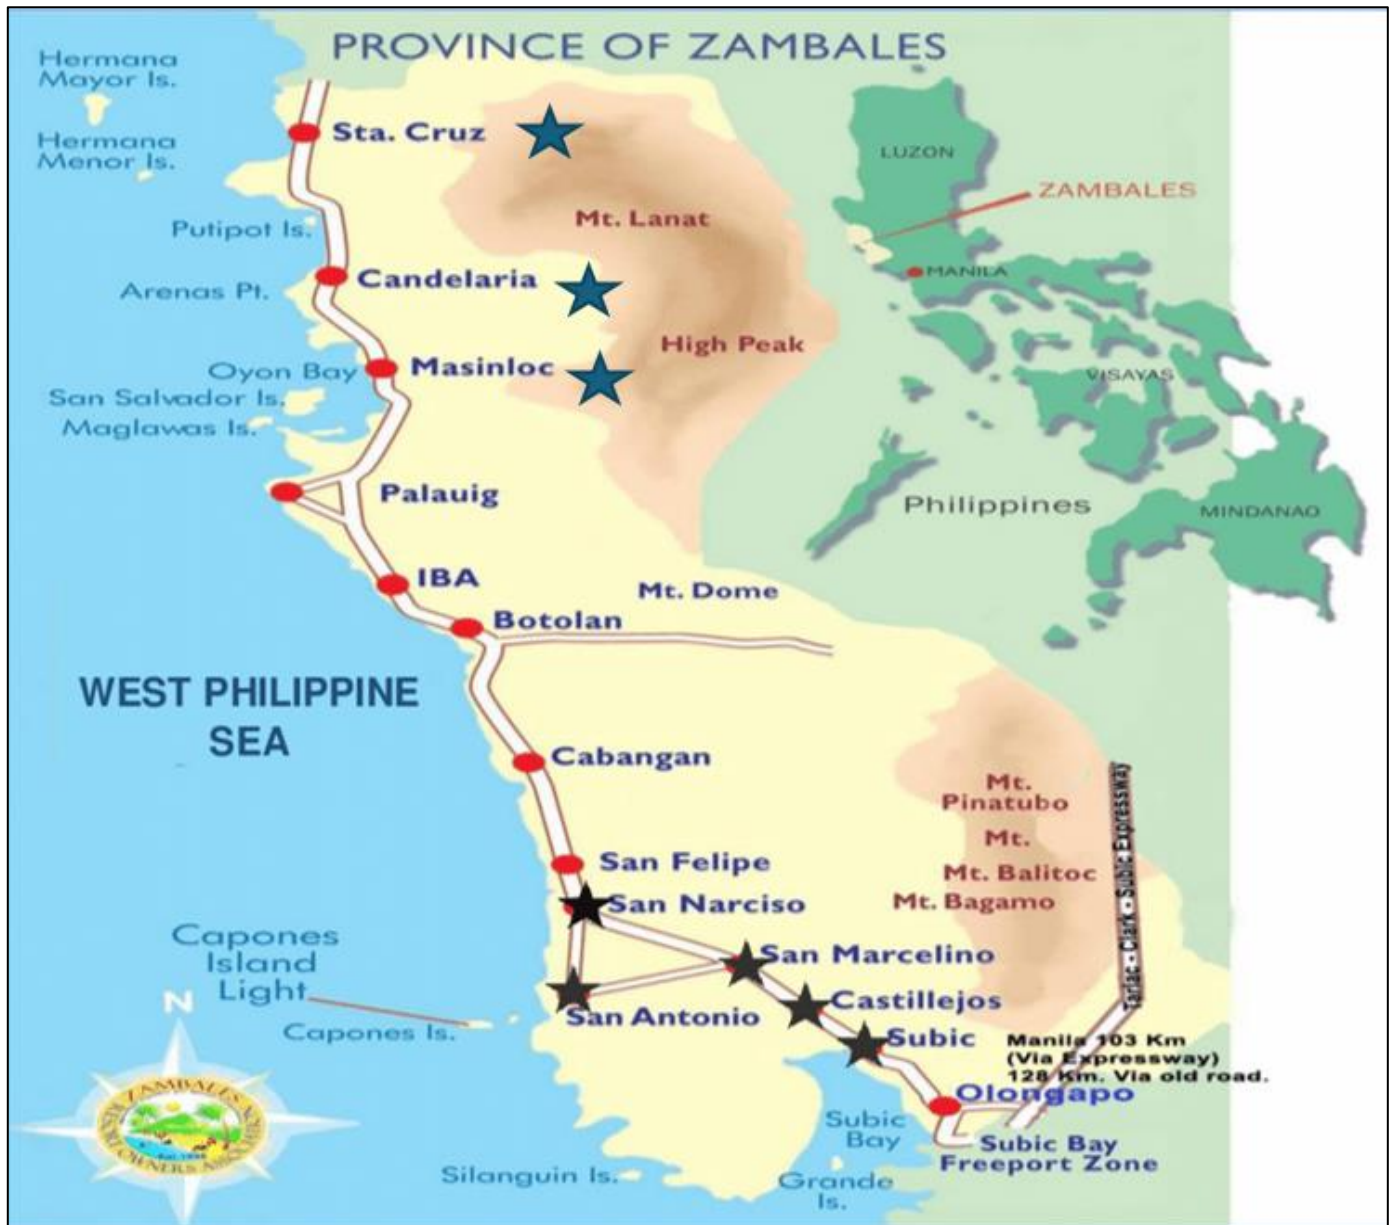 PROVINCE OF ZAMBALES
Hermana
Mayor Is.
Hermana
Menor Is.
Sta. Cruz
LUZON
ZAMBALES
Mt. Lanat
Putipot Is.
MANILA
Candelaria
Arenas Pt.
High Peak
Oyon Bay
Masinloc
VISAYAS
San Salvador Is.
Maglawas Is.
Palauig
Philippines
MINDANAO
IBA
Mt. Dome
Botolan
WEST PHILIPPINE
SEA
Cabangan
Mt.
Pinatubo
Mt.
Mt. Balitoc
Mt. Bagamo
Tarlac - Clark - Subic Expressway
San Felipe
San Narciso
Capones
Island
Light
San Marcelino
Castillejos
San Antonio
Capones Is.
Subic
Manila 103 Km
(Via Expressway)
128 Km. Via old road.
Olongapo
Subic
Bay
Subic Bay
Freeport Zone
Silanguin Is.
Grande
Is.
N
ZAMBALES